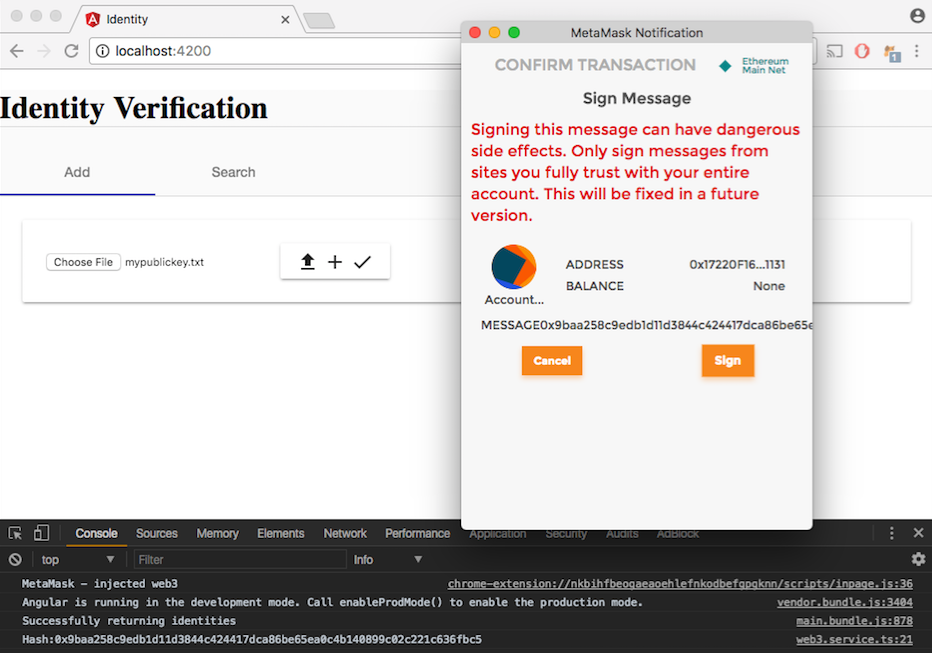 Identity
localhost:4200
Identity Verification
Add
Search
Choose File mypublickey.txt
MetaMask Notification
CONFIRM TRANSACTION
Ethereum
Main Net
Sign Message
Signing this message can have dangerous
side effects. Only sign messages from
sites you fully trust with your entire
account. This will be fixed in a future
version.
ADDRESS 0x17220F16...1131
BALANCE None
Account...
MESSAGE0x9baa258c9edb1d11d3844c424417dca86be65e
Cancel Sign
1
Console Sources Memory Elements Network Performance Application Security Audits AdBlock
top Filter Info
MetaMask - injected web3 chrome-extension://nkbihfbeogaeaoehlefnkodbefgpgknn/scripts/inpage.js:36
Angular is running in the development mode. Call enableProdMode() to enable the production mode. vendor.bundle.js:3404
Successfully returning identities main.bundle.js:878
Hash:0x9baa258c9edb1d11d3844c424417dca86be65ea0c4b140899c02c221c636fbc5 web3.service.ts:21